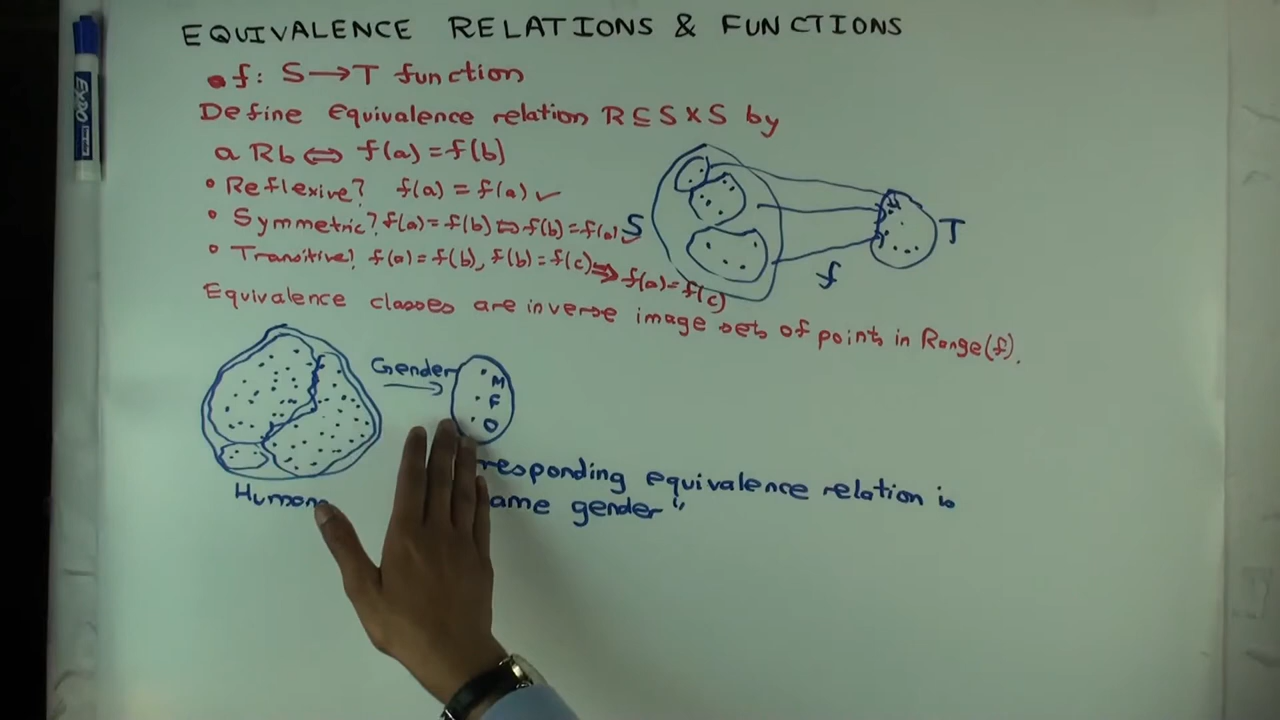 EQUIVALENCE RELATIONS & FUNCTIONS
• f: S → T function
Define equivalence relation R ⊆ S × S by
a R b ⇔ f(a) = f(b)
• Reflexive? f(a) = f(a) ✓
• Symmetric? f(a) = f(b) ⇔ f(b) = f(a)
• Transitive? f(a) = f(b), f(b) = f(c) ⇒ f(a) = f(c)
S
T
f
Equivalence classes are inverse image sets of points in Range(f).
Gender
M
F
O
responding equivalence relation is
ame gender"
EXPO